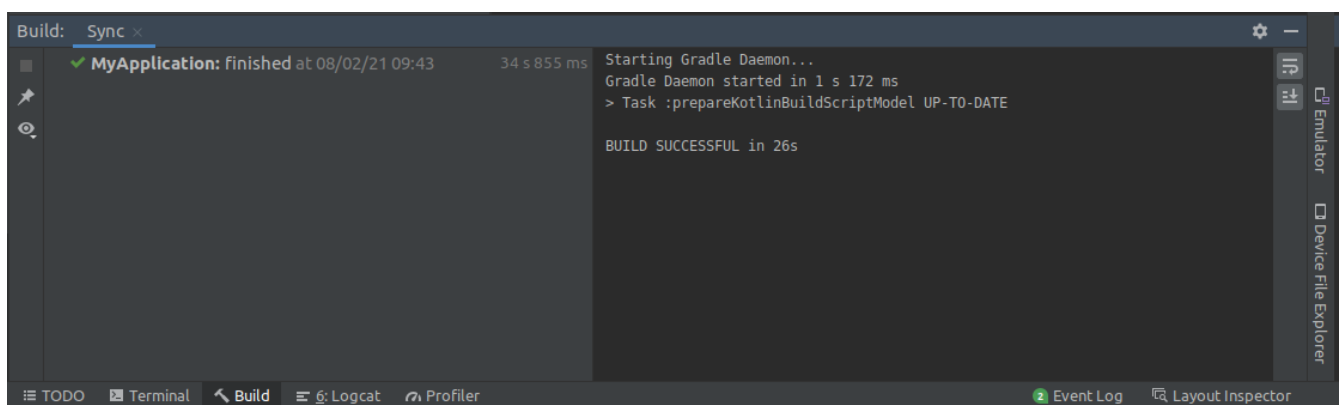 Build: Sync ×
MyApplication: finished at 08/02/21 09:43 34 s 855 ms
Starting Gradle Daemon...
Gradle Daemon started in 1 s 172 ms
> Task :prepareKotlinBuildScriptModel UP-TO-DATE
BUILD SUCCESSFUL in 26s
Emulator
Device File Explorer
TODO Terminal Build 6: Logcat Profiler 2 Event Log Layout Inspector